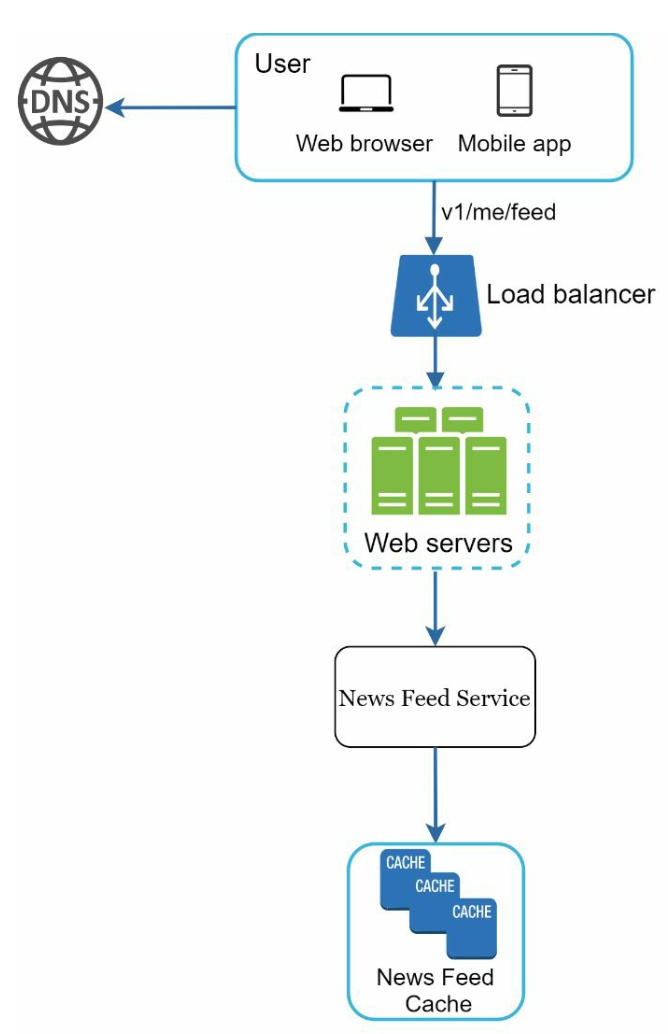 User
DNS
Web browser
Mobile app
v1/me/feed
Load balancer
Web servers
News Feed Service
CACHE
CACHE
CACHE
News Feed
Cache